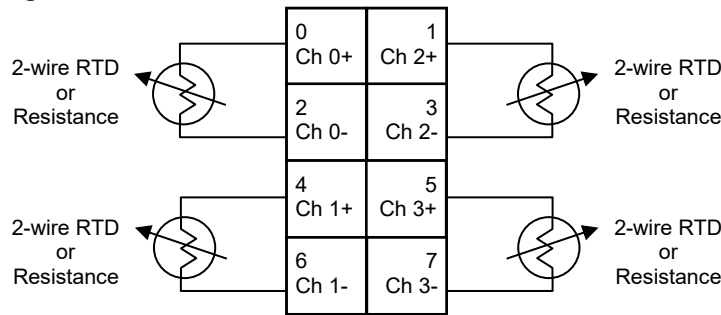 0
Ch 0+
1
Ch 2+
2-wire RTD
or
Resistance
2-wire RTD
or
Resistance
2
Ch 0-
3
Ch 2-
4
Ch 1+
5
Ch 3+
2-wire RTD
or
Resistance
2-wire RTD
or
Resistance
6
Ch 1-
7
Ch 3-